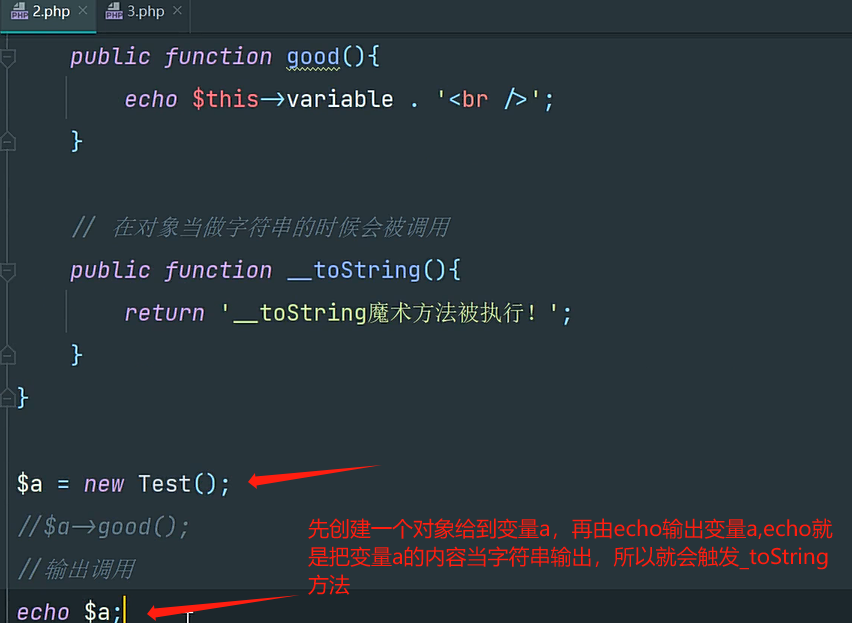 2.php
3.php
public function good(){
echo $this->variable . '<br />';
}
// 在对象当做字符串的时候会被调用
public function __toString(){
return '__toString魔术方法被执行！';
}
}
$a = new Test();
//$a->good();
//输出调用
echo $a;
先创建一个对象给到变量a，再由echo输出变量a,echo就
是把变量a的内容当字符串输出，所以就会触发_toString
方法